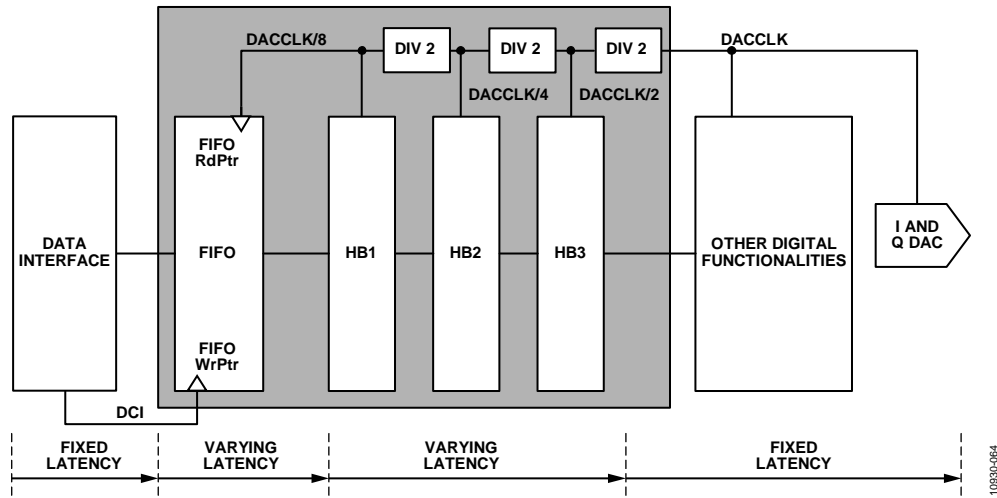 DACCLK/8
DIV 2
DIV 2
DIV 2
DACCLK
DACCLK/4
DACCLK/2
FIFO
RdPtr
DATA
INTERFACE
FIFO
HB1
HB2
HB3
OTHER DIGITAL
FUNCTIONALITIES
I AND
Q DAC
FIFO
WrPtr
DCI
FIXED
LATENCY
VARYING
LATENCY
VARYING
LATENCY
FIXED
LATENCY
10930-064